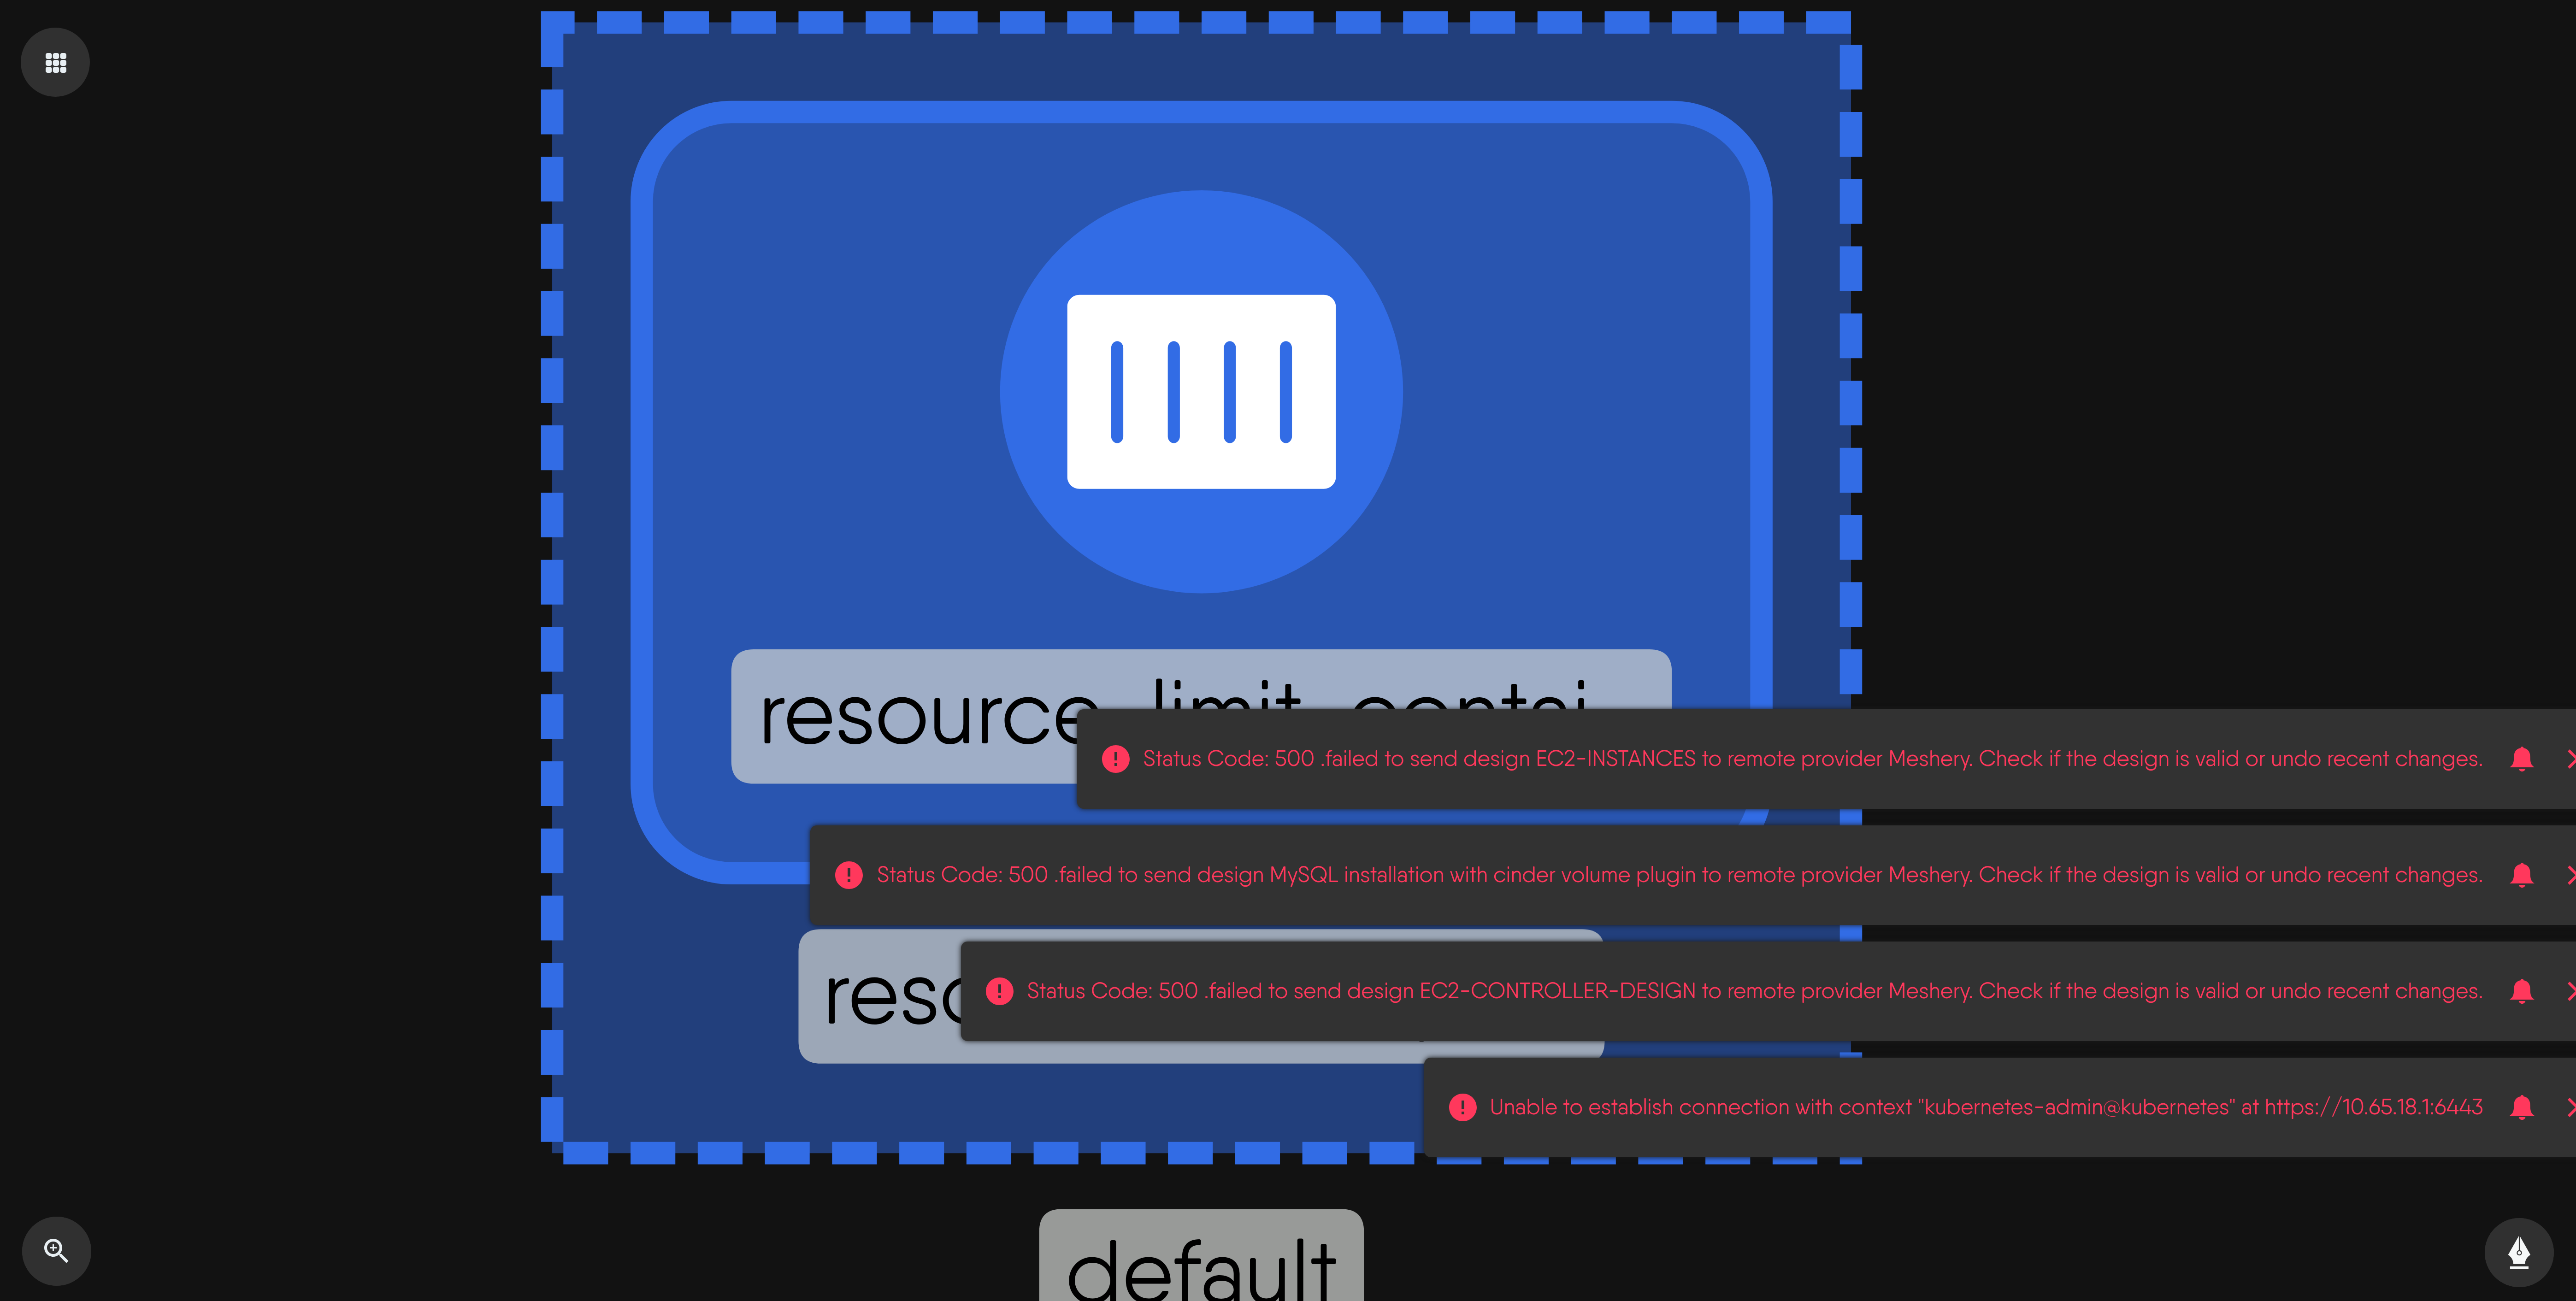 resource-limit-contai
Status Code: 500 .failed to send design EC2-INSTANCES to remote provider Meshery. Check if the design is valid or undo recent changes.
Status Code: 500 .failed to send design MySQL installation with cinder volume plugin to remote provider Meshery. Check if the design is valid or undo recent changes.
Status Code: 500 .failed to send design EC2-CONTROLLER-DESIGN to remote provider Meshery. Check if the design is valid or undo recent changes.
Unable to establish connection with context "kubernetes-admin@kubernetes" at https://10.65.18.1:6443
default